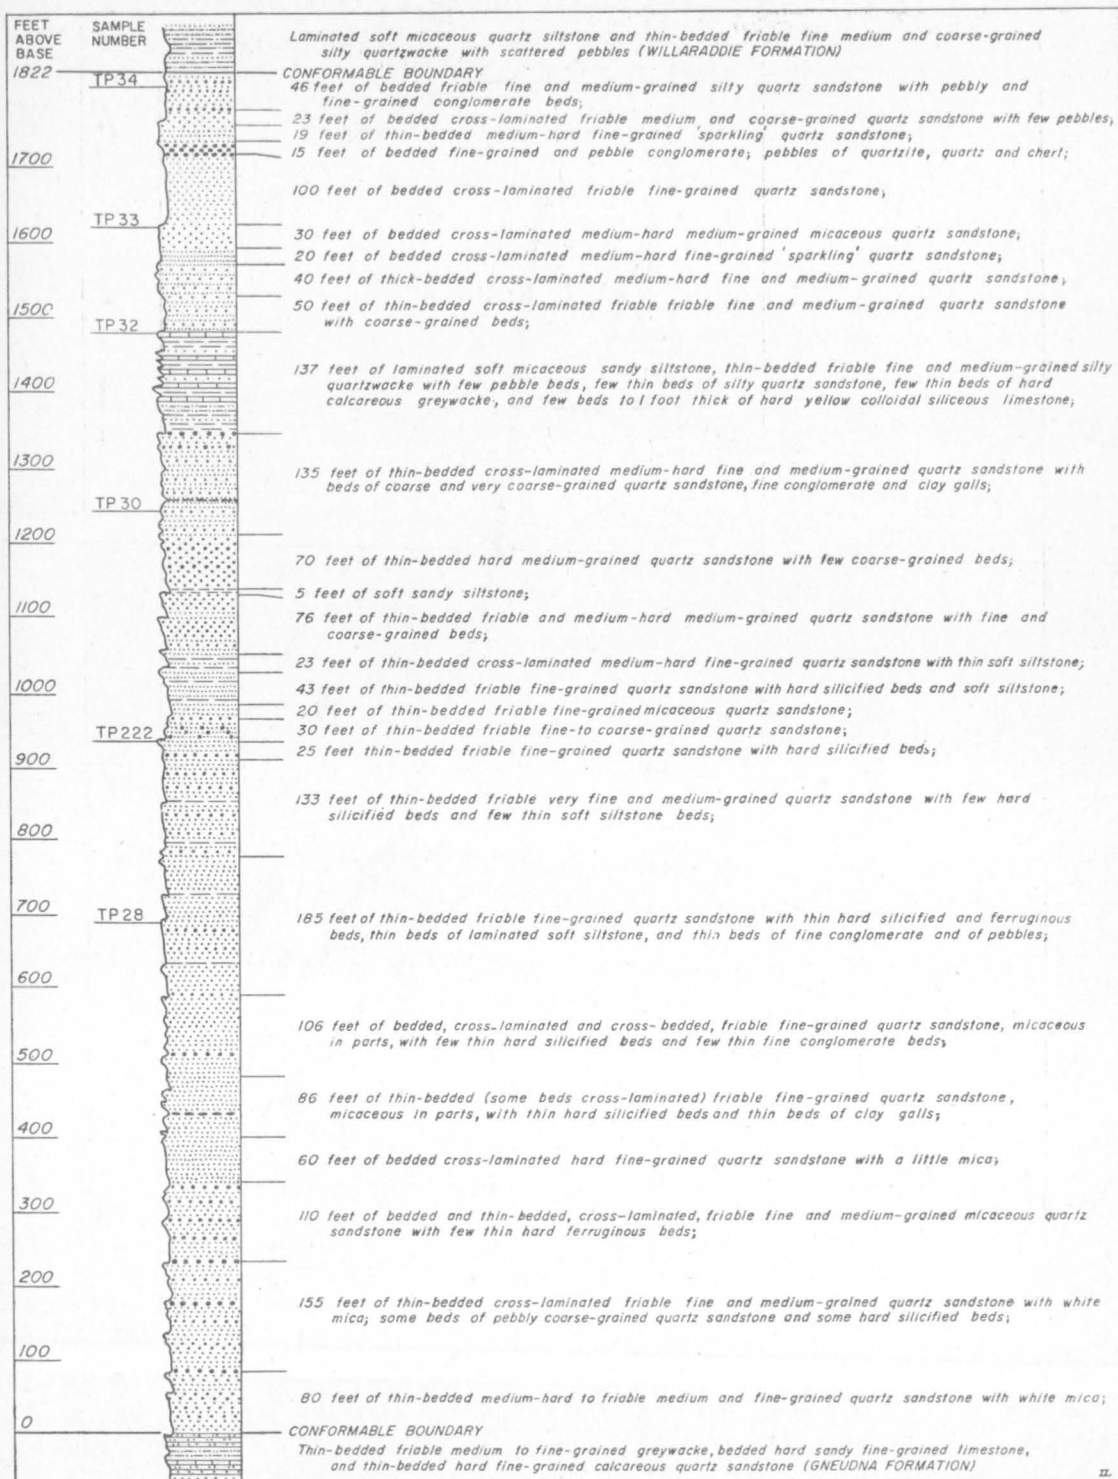 FEET
ABOVE
BASE
SAMPLE
NUMBER
Laminated soft micaceous quartz siltstone and thin-bedded friable fine medium and coarse-grained
silty quartzwacke with scattered pebbles (WILLARADDIE FORMATION)
1822
CONFORMABLE BOUNDARY
TP34
46 feet of bedded friable fine and medium-grained silty quartz sandstone with pebbly and
fine-grained conglomerate beds;
23 feet of bedded cross-laminated friable medium and coarse-grained quartz sandstone with few pebbles;
19 feet of thin-bedded medium-hard fine-grained 'sparkling' quartz sandstone;
15 feet of bedded fine-grained and pebble conglomerate; pebbles of quartzite, quartz and chert;
1700
100 feet of bedded cross-laminated friable fine-grained quartz sandstone;
TP33
30 feet of bedded cross-laminated medium-hard medium-grained micaceous quartz sandstone;
1600
20 feet of bedded cross-laminated medium-hard fine-grained 'sparkling' quartz sandstone;
40 feet of thick-bedded cross-laminated medium-hard fine and medium-grained quartz sandstone;
50 feet of thin-bedded cross-laminated friable friable fine and medium-grained quartz sandstone
with coarse-grained beds;
1500
TP32
137 feet of laminated soft micaceous sandy siltstone, thin-bedded friable fine and medium-grained silty
quartzwacke with few pebble beds, few thin beds of silty quartz sandstone, few thin beds of hard
calcareous greywacke, and few beds to 1 foot thick of hard yellow colloidal siliceous limestone;
1400
1300
135 feet of thin-bedded cross-laminated medium-hard fine and medium-grained quartz sandstone with
beds of coarse and very coarse-grained quartz sandstone, fine conglomerate and clay galls;
TP30
1200
70 feet of thin-bedded hard medium-grained quartz sandstone with few coarse-grained beds;
5 feet of soft sandy siltstone;
1100
76 feet of thin-bedded friable and medium-hard medium-grained quartz sandstone with fine and
coarse-grained beds;
23 feet of thin-bedded cross-laminated medium-hard fine-grained quartz sandstone with thin soft siltstone;
1000
43 feet of thin-bedded friable fine-grained quartz sandstone with hard silicified beds and soft siltstone;
20 feet of thin-bedded friable fine-grained micaceous quartz sandstone;
TP222
30 feet of thin-bedded friable fine-to coarse-grained quartz sandstone;
25 feet thin-bedded friable fine-grained quartz sandstone with hard silicified beds;
900
133 feet of thin-bedded friable very fine and medium-grained quartz sandstone with few hard
silicified beds and few thin soft siltstone beds;
800
700
TP28
185 feet of thin-bedded friable fine-grained quartz sandstone with thin hard silicified and ferruginous
beds, thin beds of laminated soft siltstone, and thin beds of fine conglomerate and of pebbles;
600
106 feet of bedded, cross-laminated and cross-bedded, friable fine-grained quartz sandstone, micaceous
in parts, with few thin hard silicified beds and few thin fine conglomerate beds;
500
86 feet of thin-bedded (some beds cross-laminated) friable fine-grained quartz sandstone,
micaceous in parts, with thin hard silicified beds and thin beds of clay galls;
400
60 feet of bedded cross-laminated hard fine-grained quartz sandstone with a little mica;
300
110 feet of bedded and thin-bedded, cross-laminated, friable fine and medium-grained micaceous quartz
sandstone with few thin hard ferruginous beds;
200
155 feet of thin-bedded cross-laminated friable fine and medium-grained quartz sandstone with white
mica; some beds of pebbly coarse-grained quartz sandstone and some hard silicified beds;
100
80 feet of thin-bedded medium-hard to friable medium and fine-grained quartz sandstone with white mica;
0
CONFORMABLE BOUNDARY
Thin-bedded friable medium to fine-grained greywacke, bedded hard sandy fine-grained limestone,
and thin-bedded hard fine-grained calcareous quartz sandstone (GNEUDNA FORMATION)